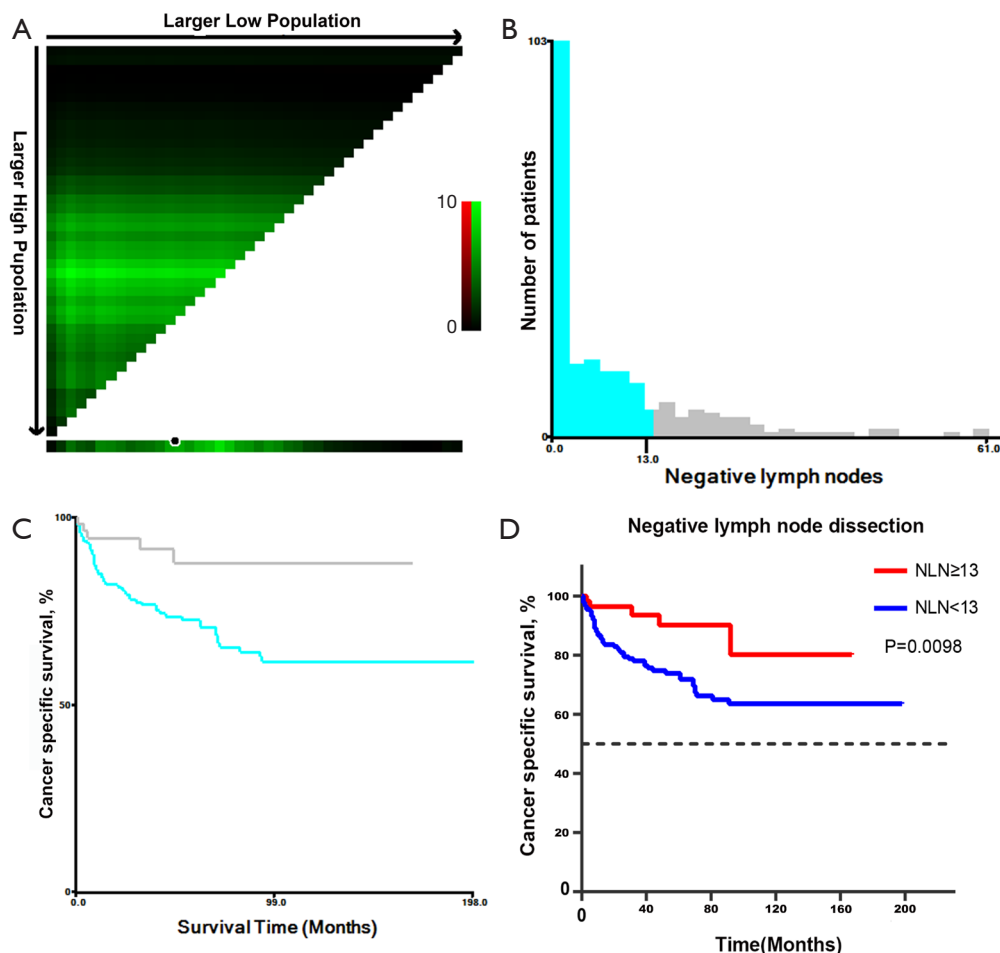 A
Larger Low Population
Larger High Pupolation
10
0
B
103
0
Number of patients
0.0
13.0
61.0
Negative lymph nodes
C
100
50
0
Cancer specific survival, %
0.0
99.0
198.0
Survival Time (Months)
D
Negative lymph node dissection
NLN≥13
NLN<13
P=0.0098
100
80
60
40
20
0
Cancer specific survival, %
0
40
80
120
160
200
Time(Months)